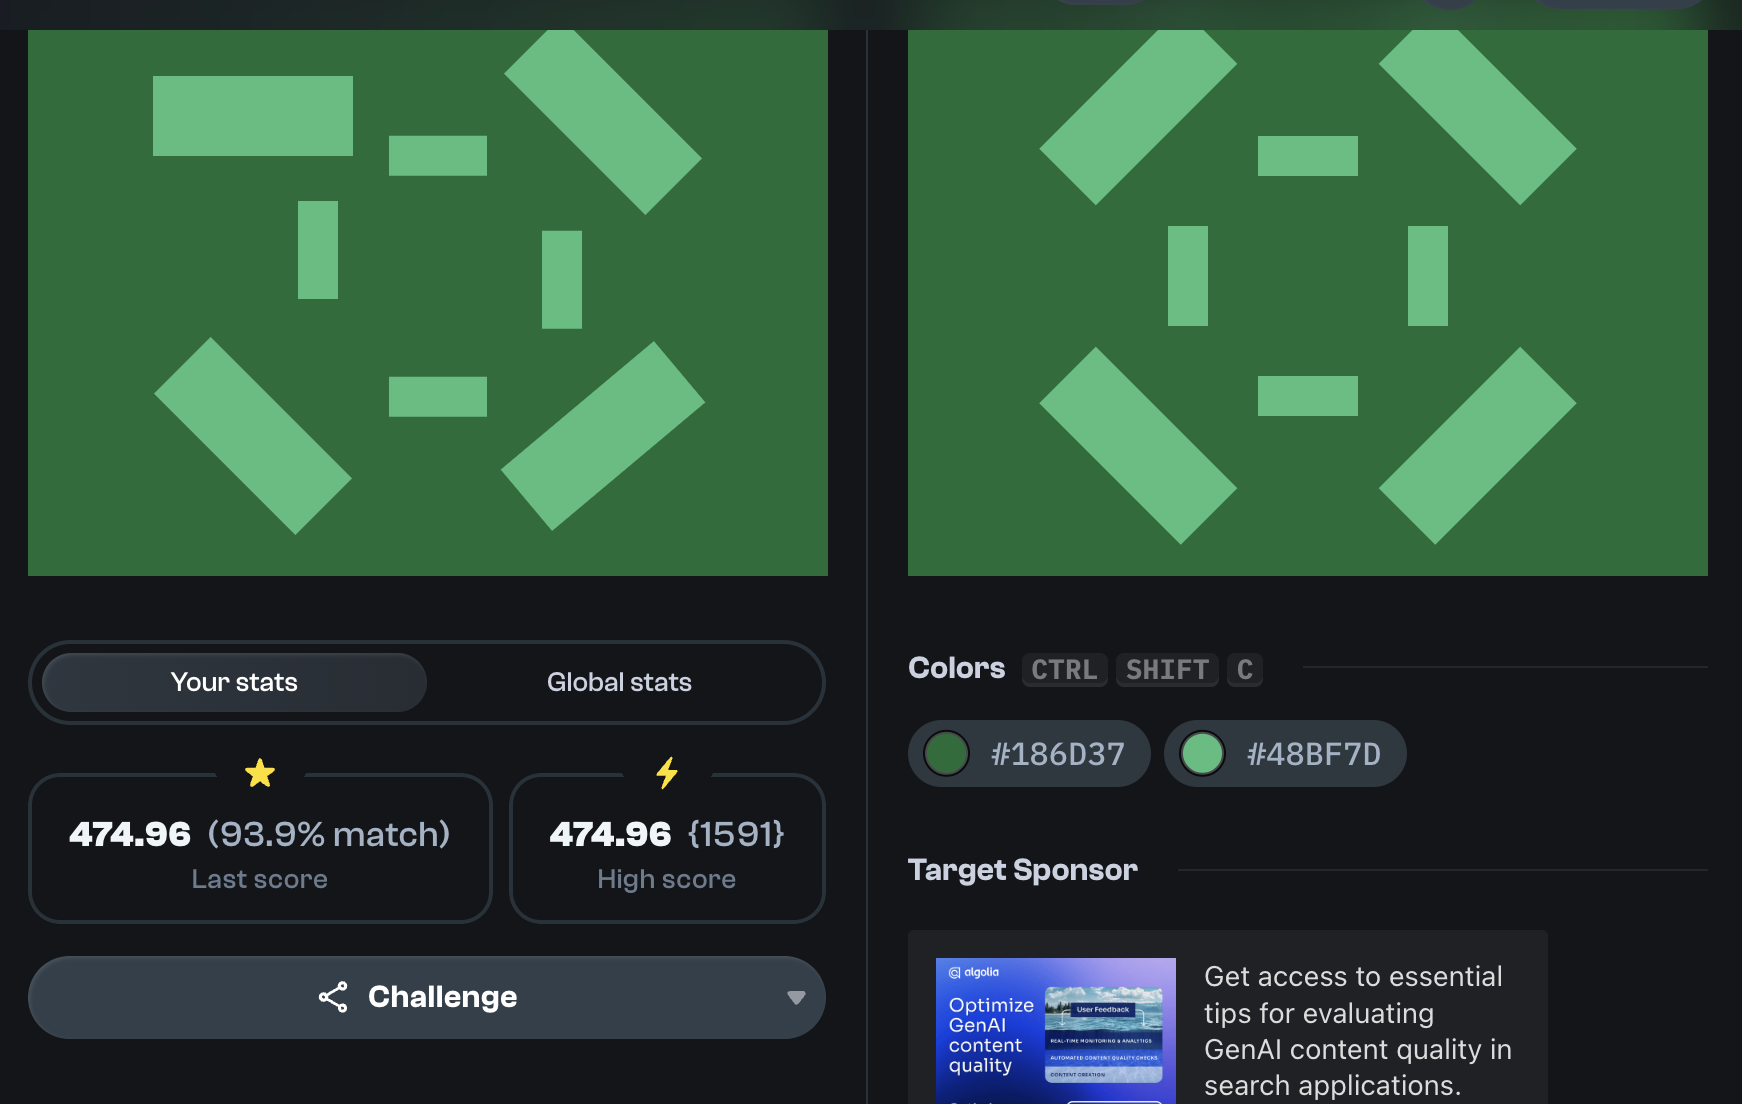 Your stats
Global stats
474.96 (93.9% match)
Last score
474.96 {1591}
High score
Challenge
Colors CTRL SHIFT C
#186D37
#48BF7D
Target Sponsor
algolia
Optimize
GenAI
content
quality
User Feedback
REAL-TIME MONITORING & ANALYTICS
AUTOMATED CONTENT QUALITY CHECKS
CONTENT CREATION
Get access to essential
tips for evaluating
GenAI content quality in
search applications.